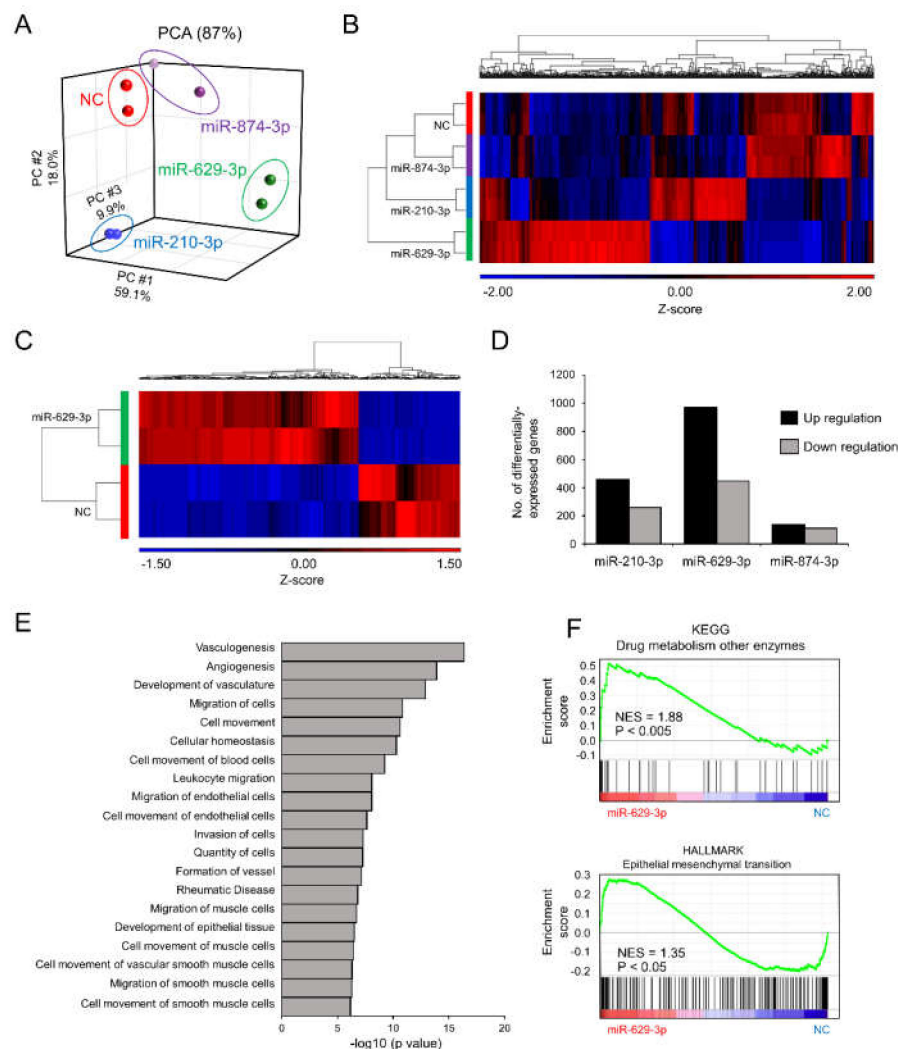 A
PCA (87%)
NC
miR-874-3p
miR-629-3p
miR-210-3p
PC #2
18.0%
PC #3
9.9%
PC #1
59.1%
B
NC
miR-874-3p
miR-210-3p
miR-629-3p
-2.00
0.00
2.00
Z-score
C
miR-629-3p
NC
-1.50
0.00
1.50
Z-score
D
No. of differentially-
expressed genes
1200
1000
800
600
400
200
0
miR-210-3p
miR-629-3p
miR-874-3p
Up regulation
Down regulation
E
Vasculogenesis
Angiogenesis
Development of vasculature
Migration of cells
Cell movement
Cellular homeostasis
Cell movement of blood cells
Leukocyte migration
Migration of endothelial cells
Cell movement of endothelial cells
Invasion of cells
Quantity of cells
Formation of vessel
Rheumatic Disease
Migration of muscle cells
Development of epithelial tissue
Cell movement of muscle cells
Cell movement of vascular smooth muscle cells
Migration of smooth muscle cells
Cell movement of smooth muscle cells
0
5
10
15
20
-log10 (p value)
F
KEGG
Drug metabolism other enzymes
Enrichment
score
0.5
0.4
0.3
0.2
0.1
0.0
-0.1
NES = 1.88
P < 0.005
miR-629-3p
NC
HALLMARK
Epithelial mesenchymal transition
Enrichment
score
0.3
0.2
0.1
0.0
-0.1
-0.2
NES = 1.35
P < 0.05
miR-629-3p
NC